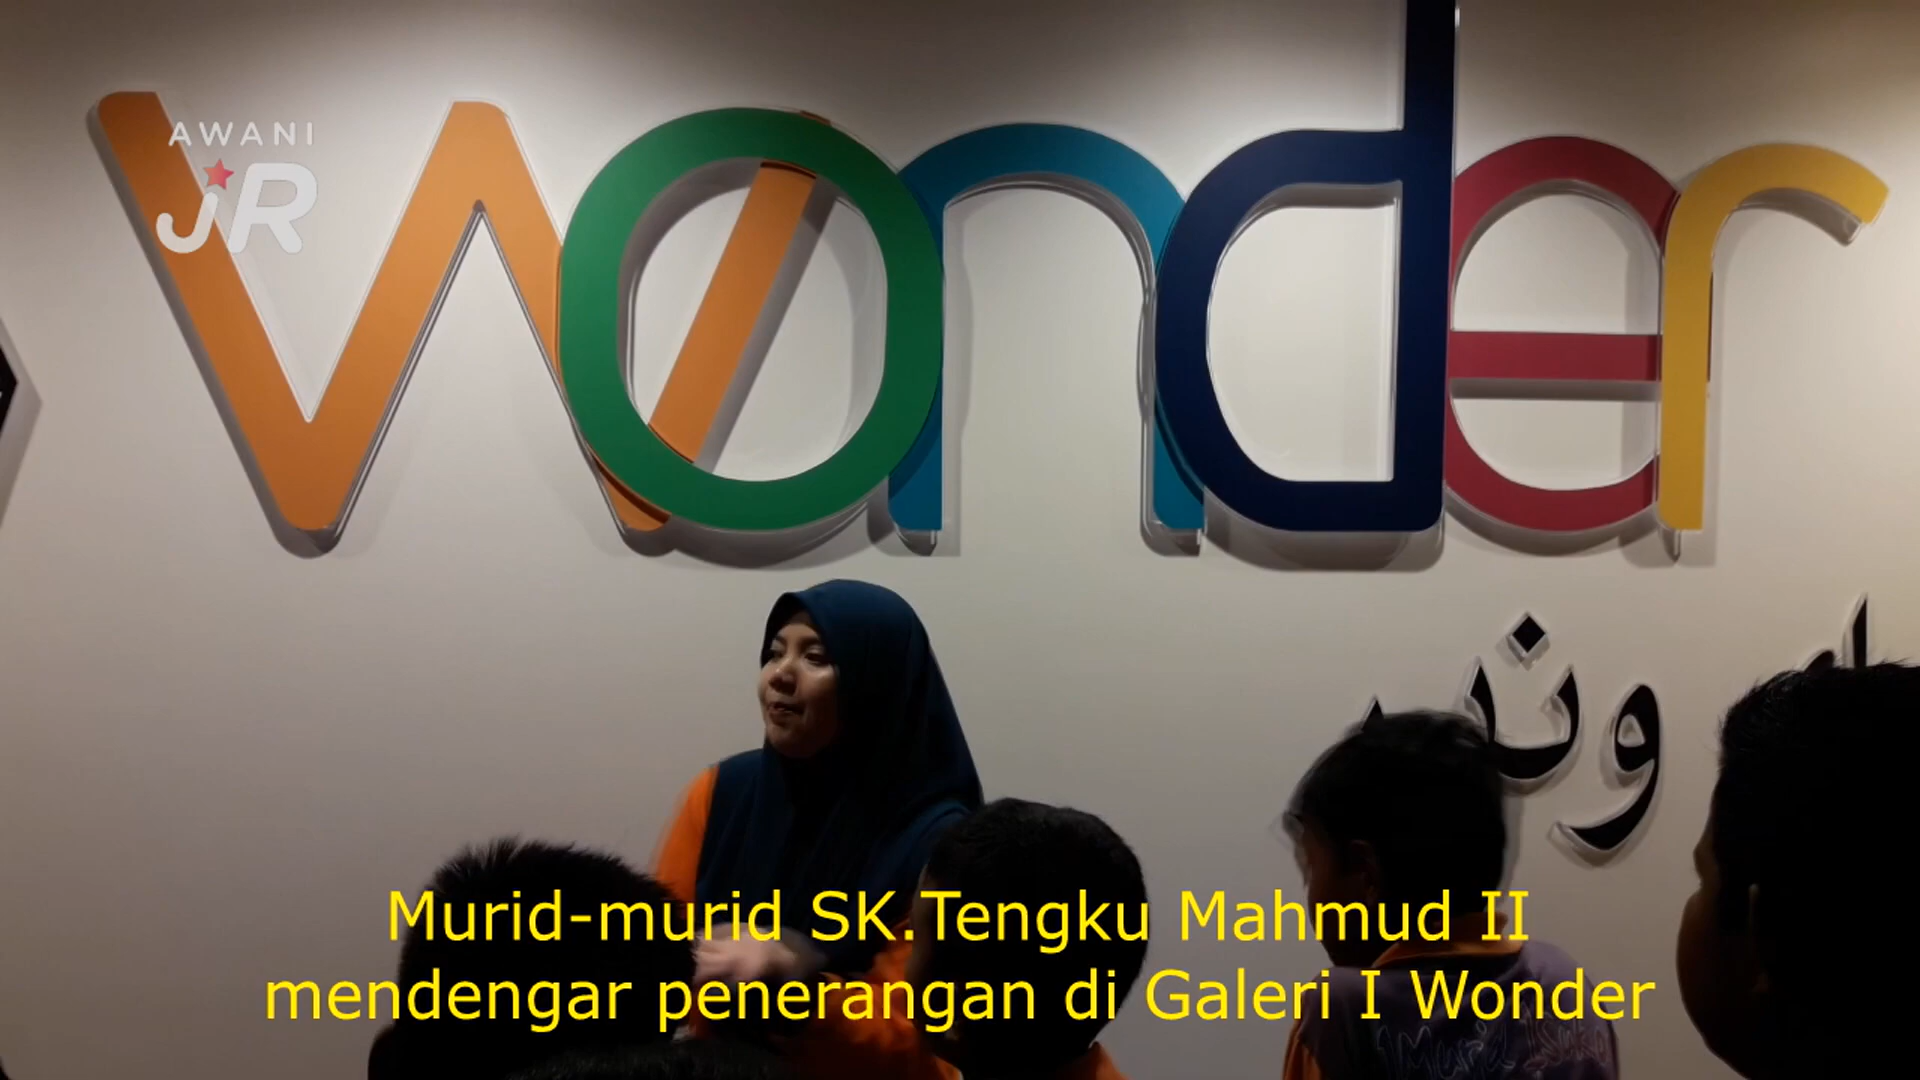 AWANI
JR
wonder
Murid-murid SK.Tengku Mahmud II
mendengar penerangan di Galeri I Wonder